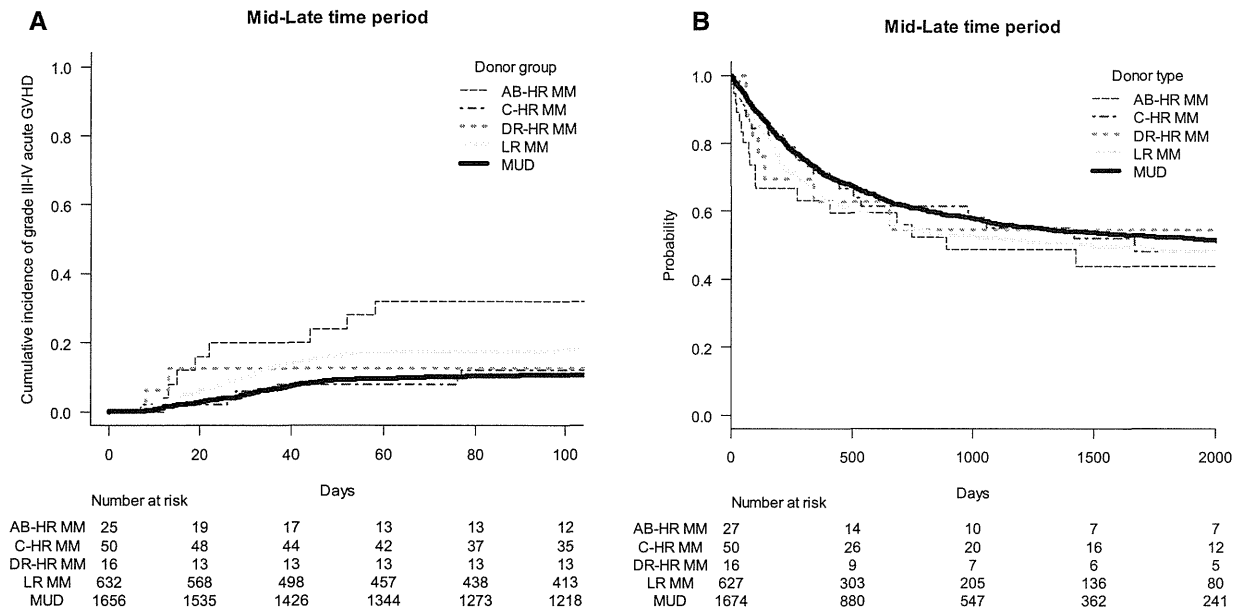 A
Mid-Late time period
Cumulative incidence of grade III-IV acute GVHD
1.0
0.8
0.6
0.4
0.2
0.0
Donor group
AB-HR MM
C-HR MM
DR-HR MM
LR MM
MUD
0 20 40 60 80 100
Days
Number at risk
AB-HR MM 25 19 17 13 13 12
C-HR MM 50 48 44 42 37 35
DR-HR MM 16 13 13 13 13 13
LR MM 632 568 498 457 438 413
MUD 1656 1535 1426 1344 1273 1218
B
Mid-Late time period
Probability
1.0
0.8
0.6
0.4
0.2
0.0
Donor type
AB-HR MM
C-HR MM
DR-HR MM
LR MM
MUD
0 500 1000 1500 2000
Days
Number at risk
AB-HR MM 27 14 10 7 7
C-HR MM 50 26 20 16 12
DR-HR MM 16 9 7 6 5
LR MM 627 303 205 136 80
MUD 1674 880 547 362 241